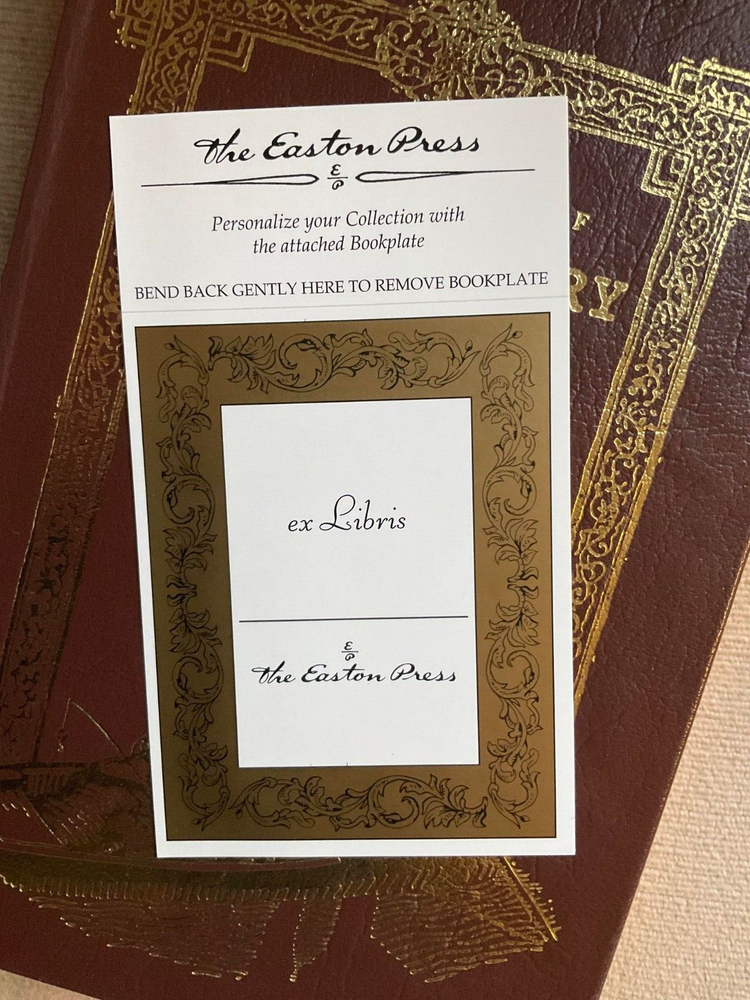 The Easton Press
E
P
Personalize your Collection with
the attached Bookplate
BEND BACK GENTLY HERE TO REMOVE BOOKPLATE
RY
ex Libris
E
P
The Easton Press